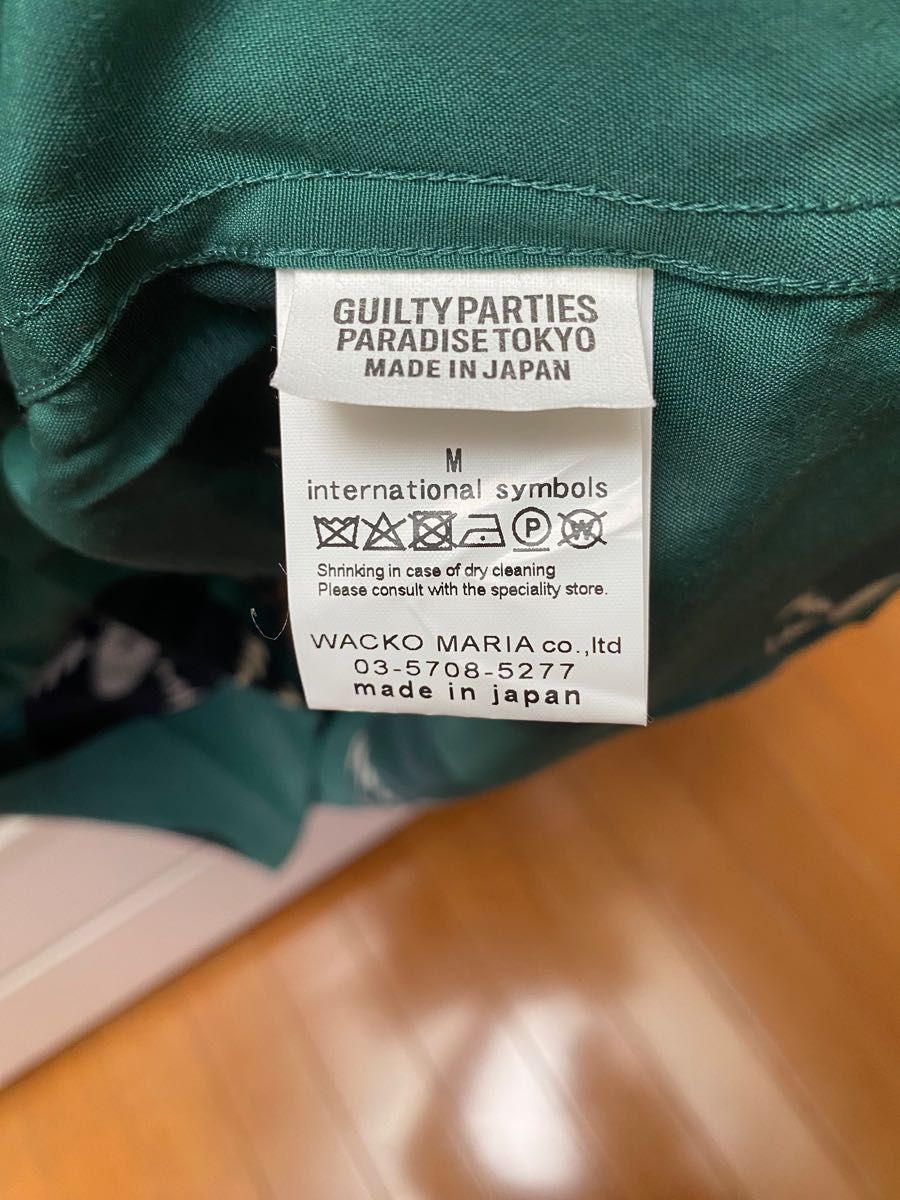 GUILTY PARTIES
PARADISE TOKYO
MADE IN JAPAN
M
international symbols
P W
Shrinking in case of dry cleaning
Please consult with the speciality store.
WACKO MARIA co.,ltd
03-5708-5277
made in japan